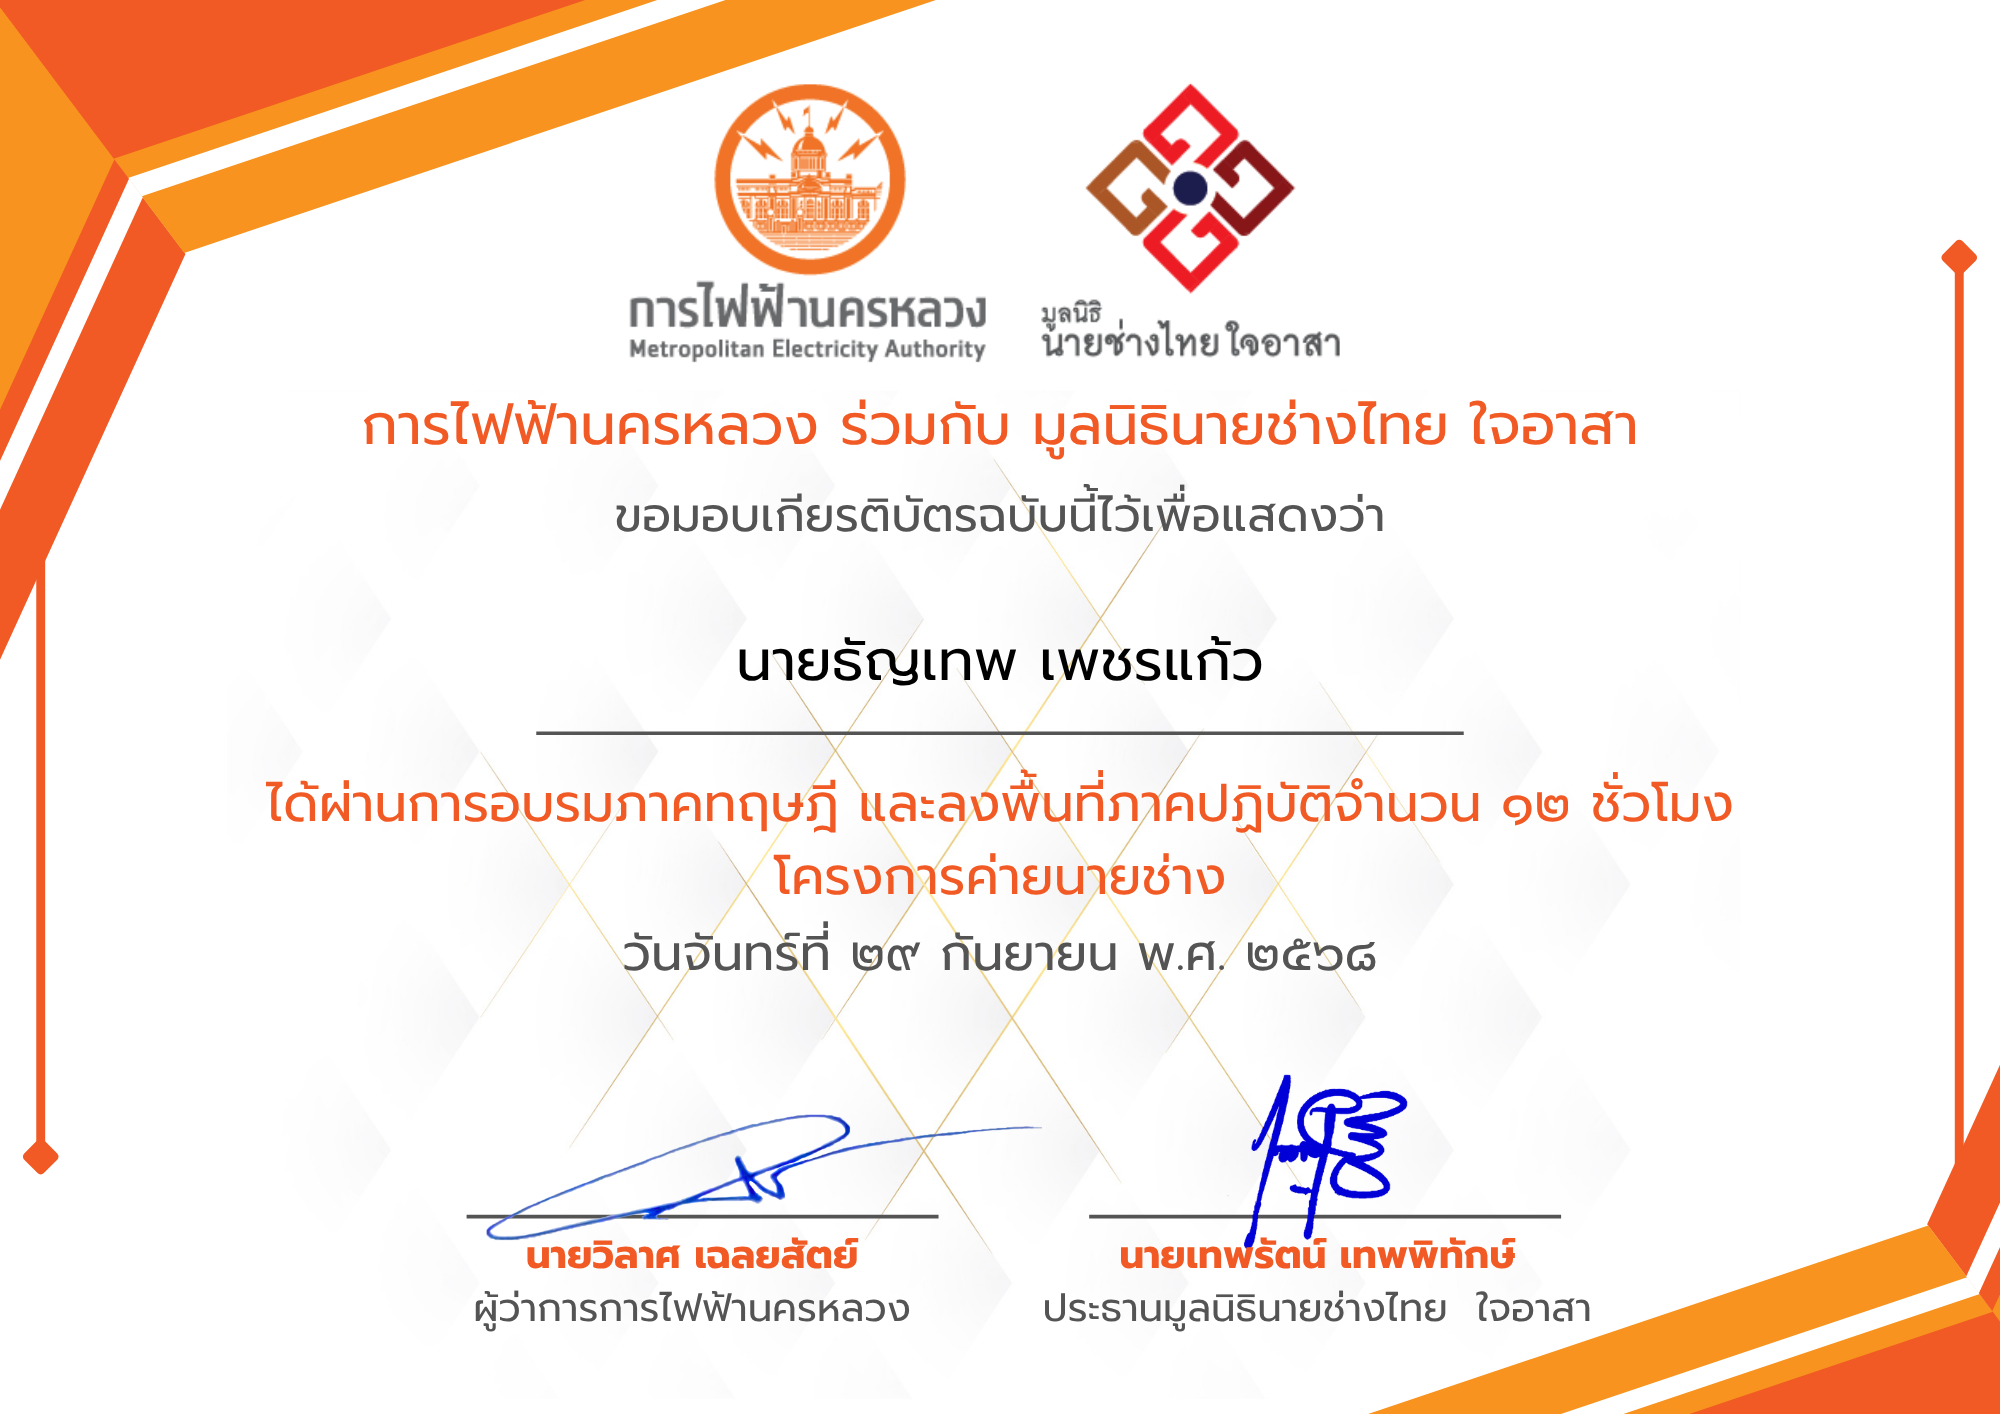 การไฟฟ้านครหลวง
Metropolitan Electricity Authority
มูลนิธิ
นายช่างไทย ใจอาสา
การไฟฟ้านครหลวง ร่วมกับ มูลนิธินายช่างไทย ใจอาสา
ขอมอบเกียรติบัตรฉบับนี้ไว้เพื่อแสดงว่า
นายธัญเทพ เพชรแก้ว
ได้ผ่านการอบรมภาคทฤษฎี และลงพื้นที่ภาคปฏิบัติจำนวน ๑๒ ชั่วโมง
โครงการค่ายนายช่าง
วันจันทร์ที่ ๒๙ กันยายน พ.ศ. ๒๕๖๘
นายวิลาศ เฉลยสัตย์
ผู้ว่าการการไฟฟ้านครหลวง
นายเทพรัตน์ เทพพิทักษ์
ประธานมูลนิธินายช่างไทย ใจอาสา